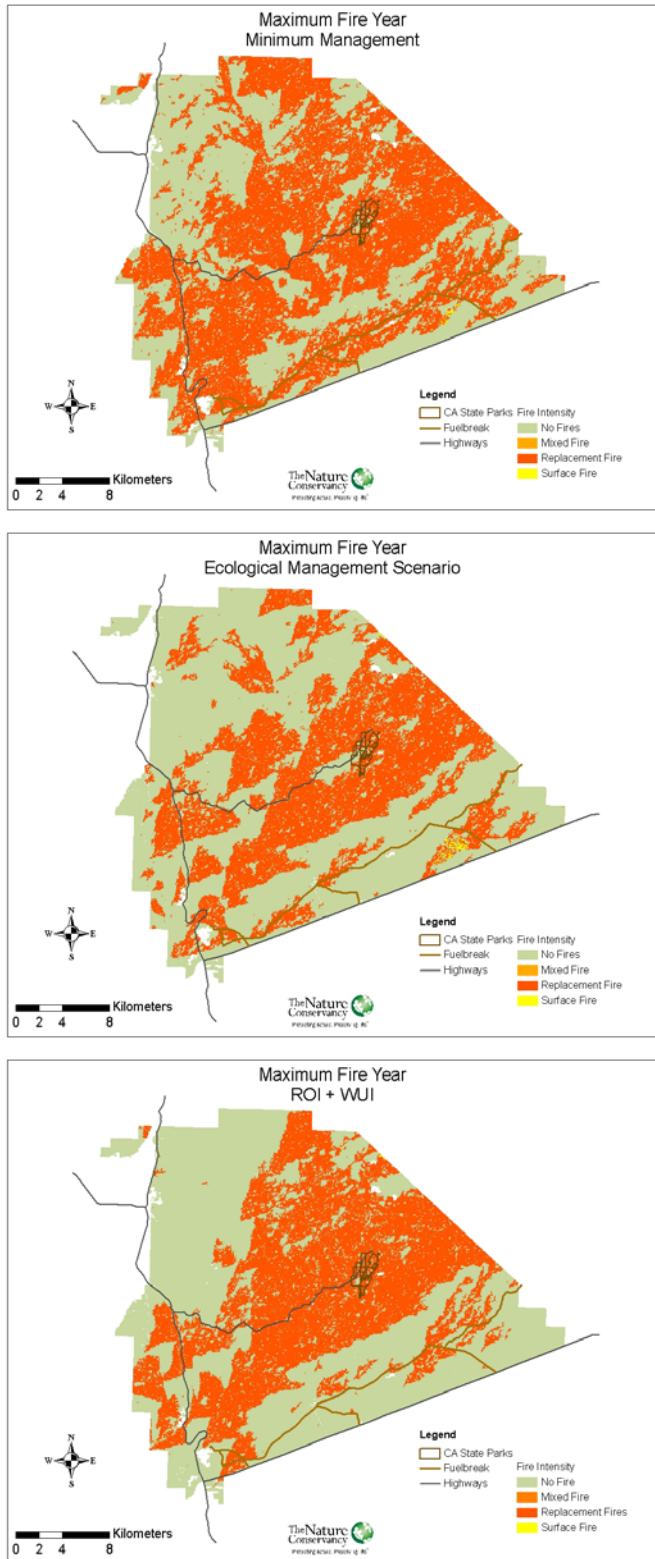 Maximum Fire Year
Minimum Management
N
W E
S
Kilometers
0 2 4 8
The Nature
Conservancy
Legend
CA State Parks
Fuelbreak
Highways
Fire Intensity
No Fires
Mixed Fire
Replacement Fire
Surface Fire
Maximum Fire Year
Ecological Management Scenario
N
W E
S
Kilometers
0 2 4 8
The Nature
Conservancy
Legend
CA State Parks
Fuelbreak
Highways
Fire Intensity
No Fires
Mixed Fire
Replacement Fire
Surface Fire
Maximum Fire Year
ROI + WUI
N
W E
S
Kilometers
0 2 4 8
The Nature
Conservancy
Legend
CA State Parks
Fuelbreak
Highways
Fire Intensity
No Fire
Mixed Fire
Replacement Fires
Surface Fire